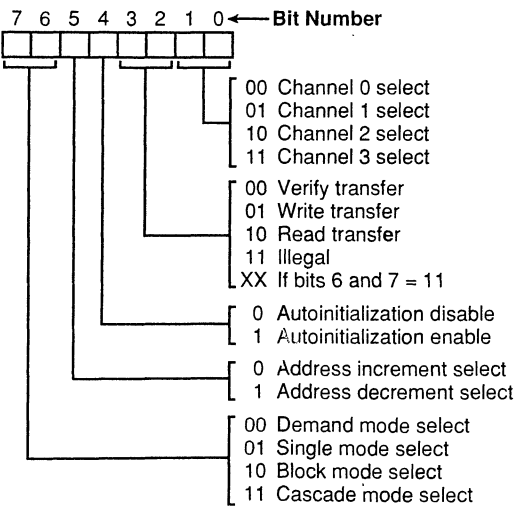 7 6 5 4 3 2 1 0 Bit Number
00 Channel 0 select
01 Channel 1 select
10 Channel 2 select
11 Channel 3 select
00 Verify transfer
01 Write transfer
10 Read transfer
11 Illegal
XX If bits 6 and 7 = 11
0 Autoinitialization disable
1 Autoinitialization enable
0 Address increment select
1 Address decrement select
00 Demand mode select
01 Single mode select
10 Block mode select
11 Cascade mode select